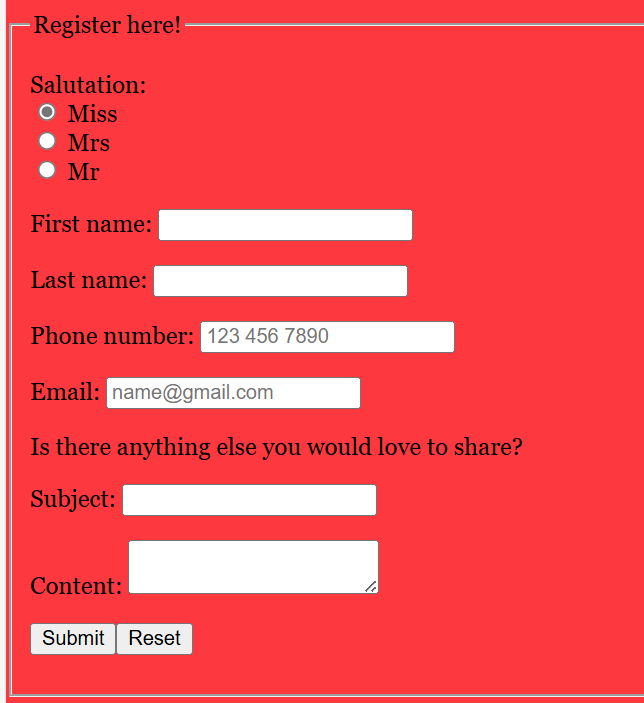 Register here!
Salutation:
Miss
Mrs
Mr
First name:
Last name:
Phone number: 123 456 7890
Email: name@gmail.com
Is there anything else you would love to share?
Subject:
Content:
Submit Reset